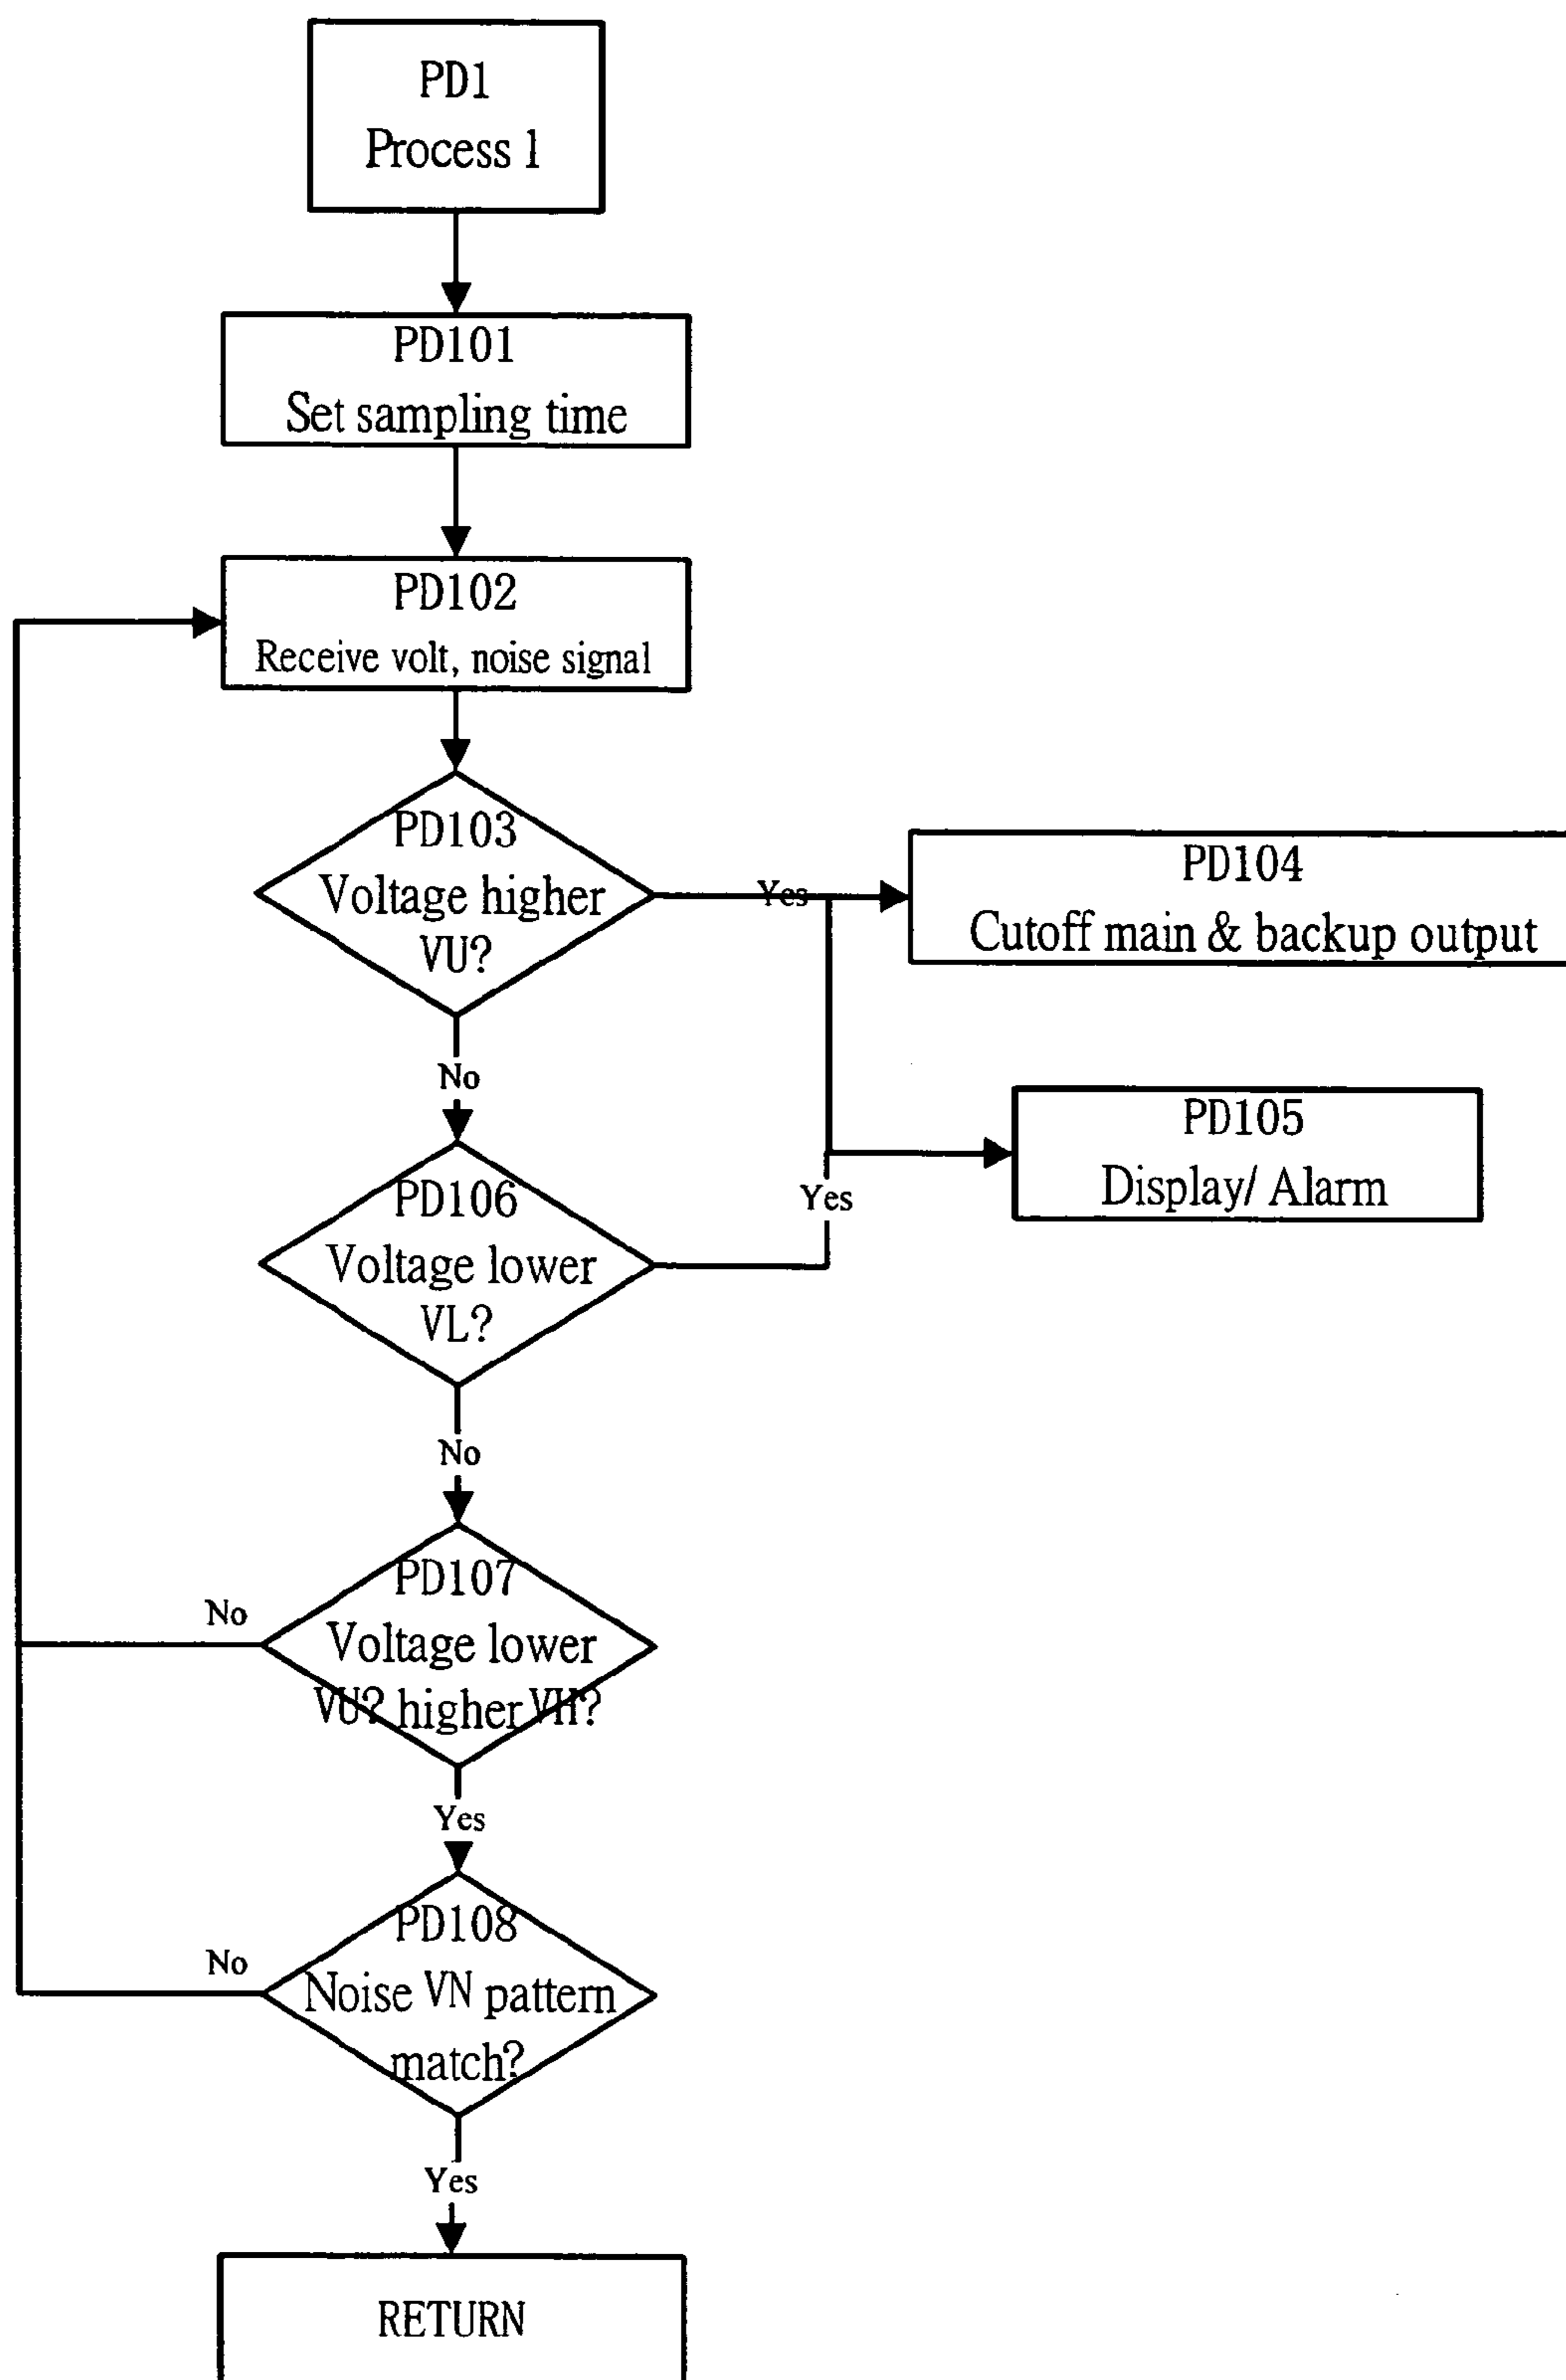 PD1
Process 1
PD101
Set sampling time
PD102
Receive volt, noise signal
PD103
Voltage higher
VU?
Yes
PD104
Cutoff main & backup output
No
PD105
Display/ Alarm
PD106
Voltage lower
VL?
Yes
No
PD107
Voltage lower
VU? higher VH?
No
Yes
PD108
Noise VN pattern
match?
No
Yes
RETURN